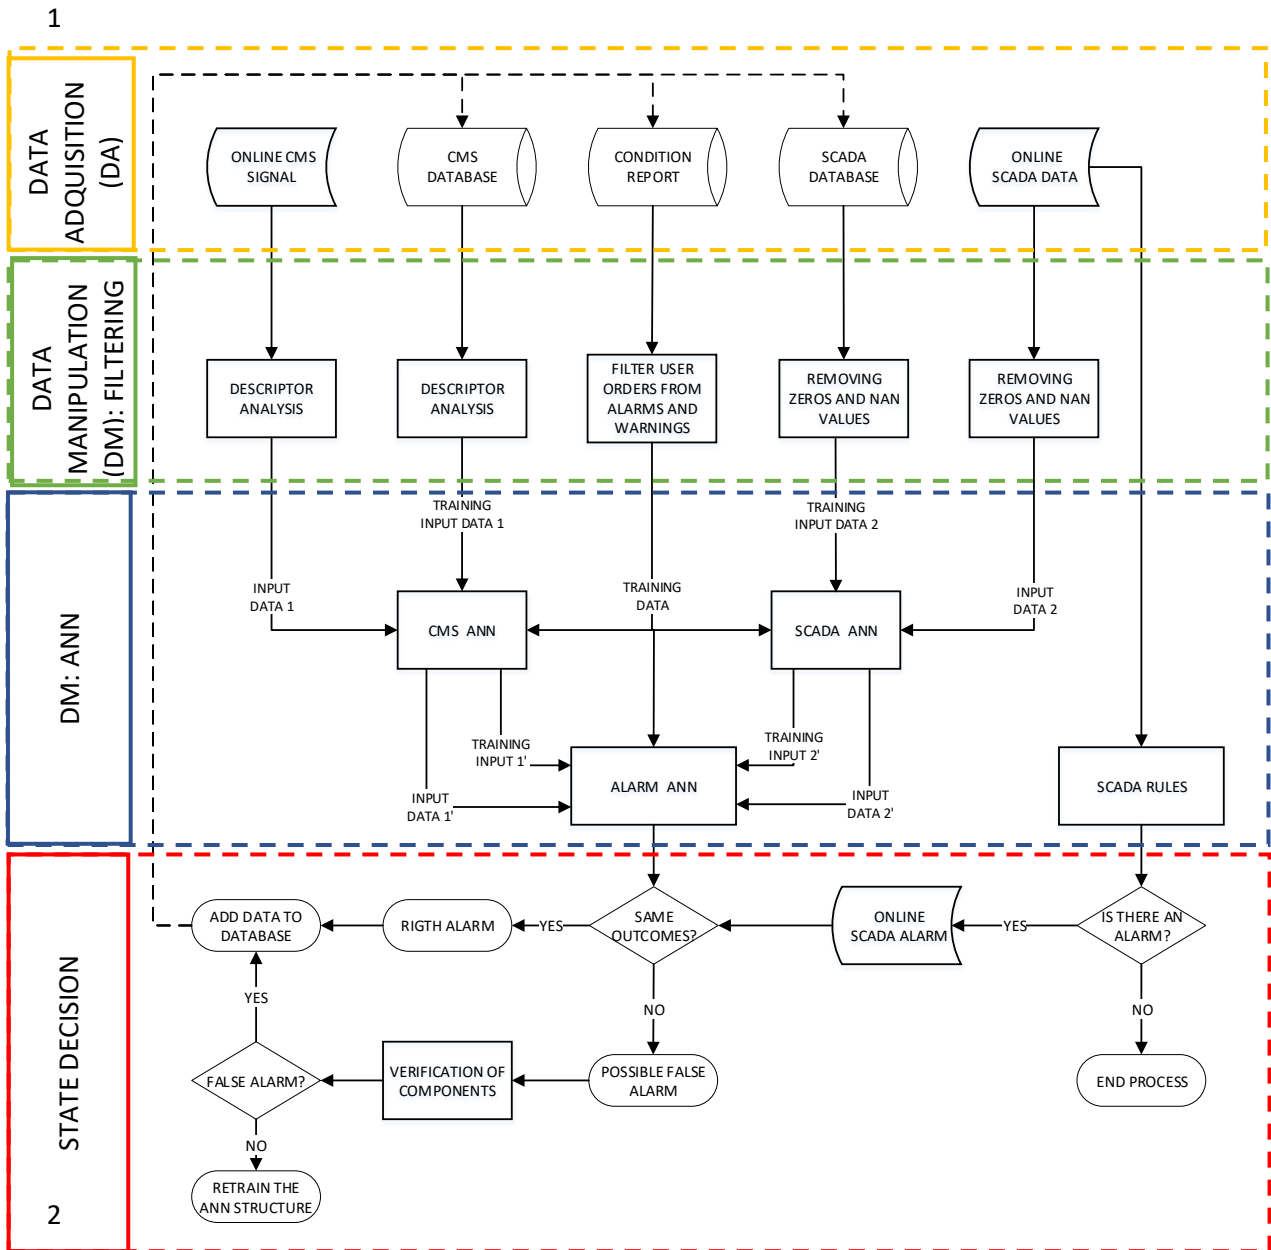 1
DATA
ADQUISITION
(DA)
ONLINE CMS
SIGNAL
CMS
DATABASE
CONDITION
REPORT
SCADA
DATABASE
ONLINE
SCADA DATA
DATA
MANIPULATION
(DM): FILTERING
DESCRIPTOR
ANALYSIS
DESCRIPTOR
ANALYSIS
FILTER USER
ORDERS FROM
ALARMS AND
WARNINGS
REMOVING
ZEROS AND NAN
VALUES
REMOVING
ZEROS AND NAN
VALUES
DM: ANN
TRAINING
INPUT DATA 1
TRAINING
INPUT DATA 2
INPUT
DATA 1
TRAINING
DATA
INPUT
DATA 2
CMS ANN
SCADA ANN
TRAINING
INPUT 1'
TRAINING
INPUT 2'
INPUT
DATA 1'
ALARM ANN
INPUT
DATA 2'
SCADA RULES
STATE DECISION
ADD DATA TO
DATABASE
RIGTH ALARM
YES
SAME
OUTCOMES?
ONLINE
SCADA ALARM
YES
IS THERE AN
ALARM?
YES
NO
NO
FALSE ALARM?
VERIFICATION OF
COMPONENTS
POSSIBLE FALSE
ALARM
END PROCESS
NO
RETRAIN THE
ANN STRUCTURE
2